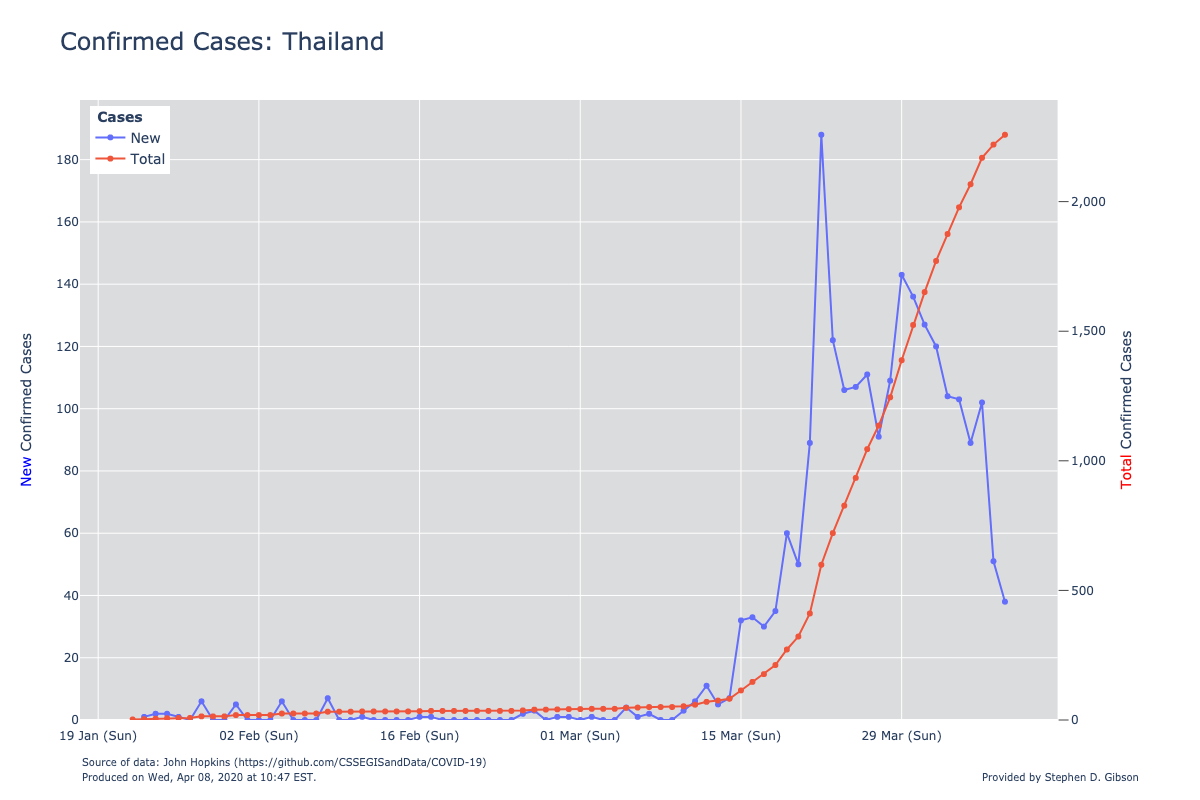 Confirmed Cases: Thailand
Cases
New
Total
180
160
140
120
100
80
60
40
20
0
New Confirmed Cases
2,000
1,500
1,000
500
0
Total Confirmed Cases
19 Jan (Sun)
02 Feb (Sun)
16 Feb (Sun)
01 Mar (Sun)
15 Mar (Sun)
29 Mar (Sun)
Source of data: John Hopkins (https://github.com/CSSEGISandData/COVID-19)
Produced on Wed, Apr 08, 2020 at 10:47 EST.
Provided by Stephen D. Gibson